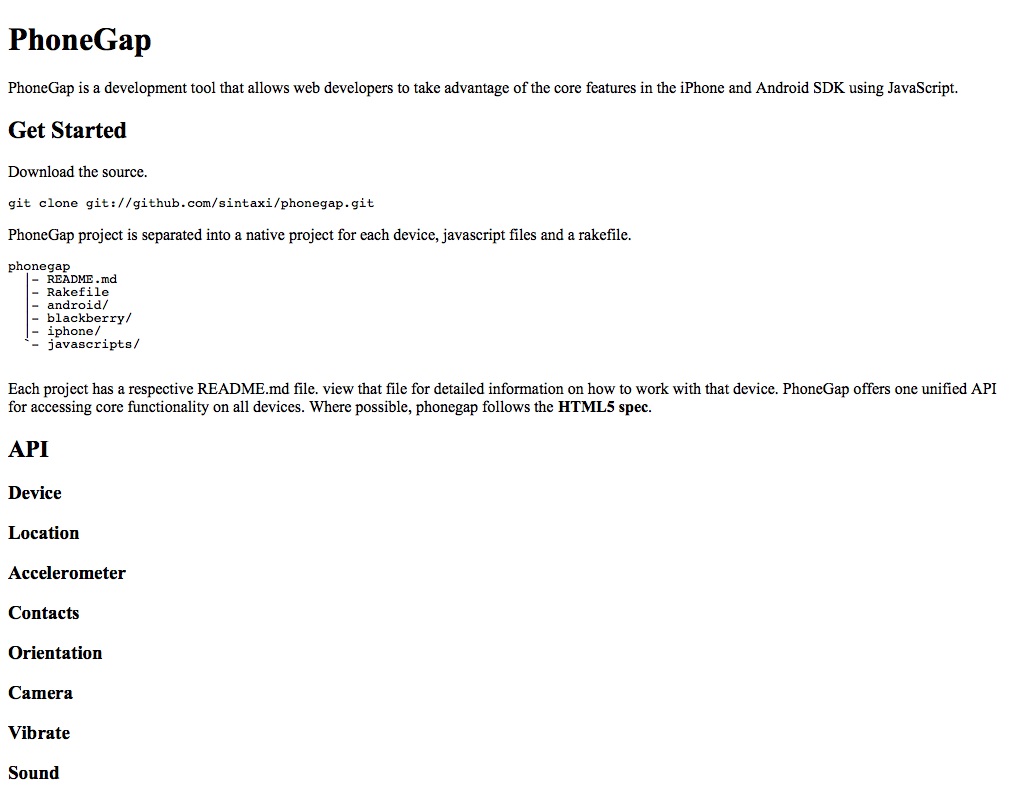 PhoneGap
PhoneGap is a development tool that allows web developers to take advantage of the core features in the iPhone and Android SDK using JavaScript.
Get Started
Download the source.
git clone git://github.com/sintaxi/phonegap.git
PhoneGap project is separated into a native project for each device, javascript files and a rakefile.
phonegap
|- README.md
|- Rakefile
|- android/
|- blackberry/
|- iphone/
`- javascripts/
Each project has a respective README.md file. view that file for detailed information on how to work with that device. PhoneGap offers one unified API
for accessing core functionality on all devices. Where possible, phonegap follows the HTML5 spec.
API
Device
Location
Accelerometer
Contacts
Orientation
Camera
Vibrate
Sound